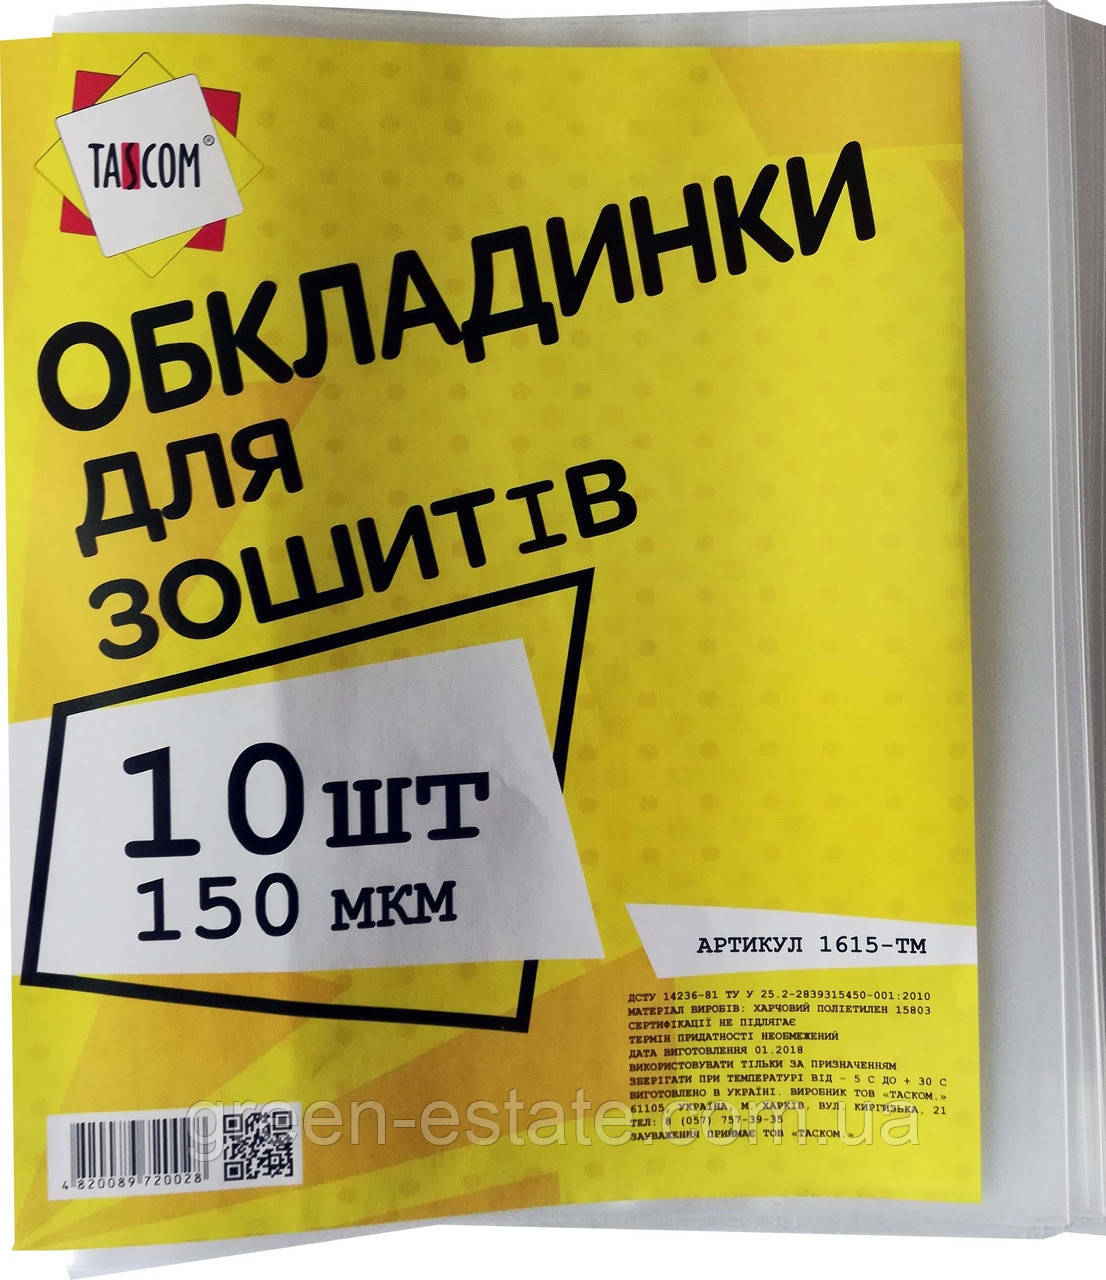 TASCOM®
ОБКЛАДИНКИ
ДЛЯ
ЗОШИТІВ
10 ШТ
150 МКМ
АРТИКУЛ 1615-ТМ
ДСТУ 14236-81 ТУ У 25.2-2839315450-001:2010
МАТЕРІАЛ ВИРОБІВ: ХАРЧОВИЙ ПОЛІЕТИЛЕН 15803
СЕРТИФІКАЦІЇ НЕ ПІДЛЯГАЄ
ТЕРМІН ПРИДАТНОСТІ НЕОБМЕЖЕНИЙ
ДАТА ВИГОТОВЛЕННЯ 01.2018
ВИКОРИСТОВУВАТИ ТІЛЬКИ ЗА ПРИЗНАЧЕННЯМ
ЗБЕРІГАТИ ПРИ ТЕМПЕРАТУРІ ВІД - 5 С ДО + 30 С
ВИГОТОВЛЕНО В УКРАЇНІ. ВИРОБНИК ТОВ «ТАСКОМ.»
61105, УКРАЇНА, М. ХАРКІВ, ВУЛ. КИРГИЗЬКА, 21
ТЕЛ: 8 (057) 757-39-35
ЗАУВАЖЕННЯ ПРИЙМАЄ ТОВ «ТАСКОМ.»
green-estate.com.ua
4 820089 720028